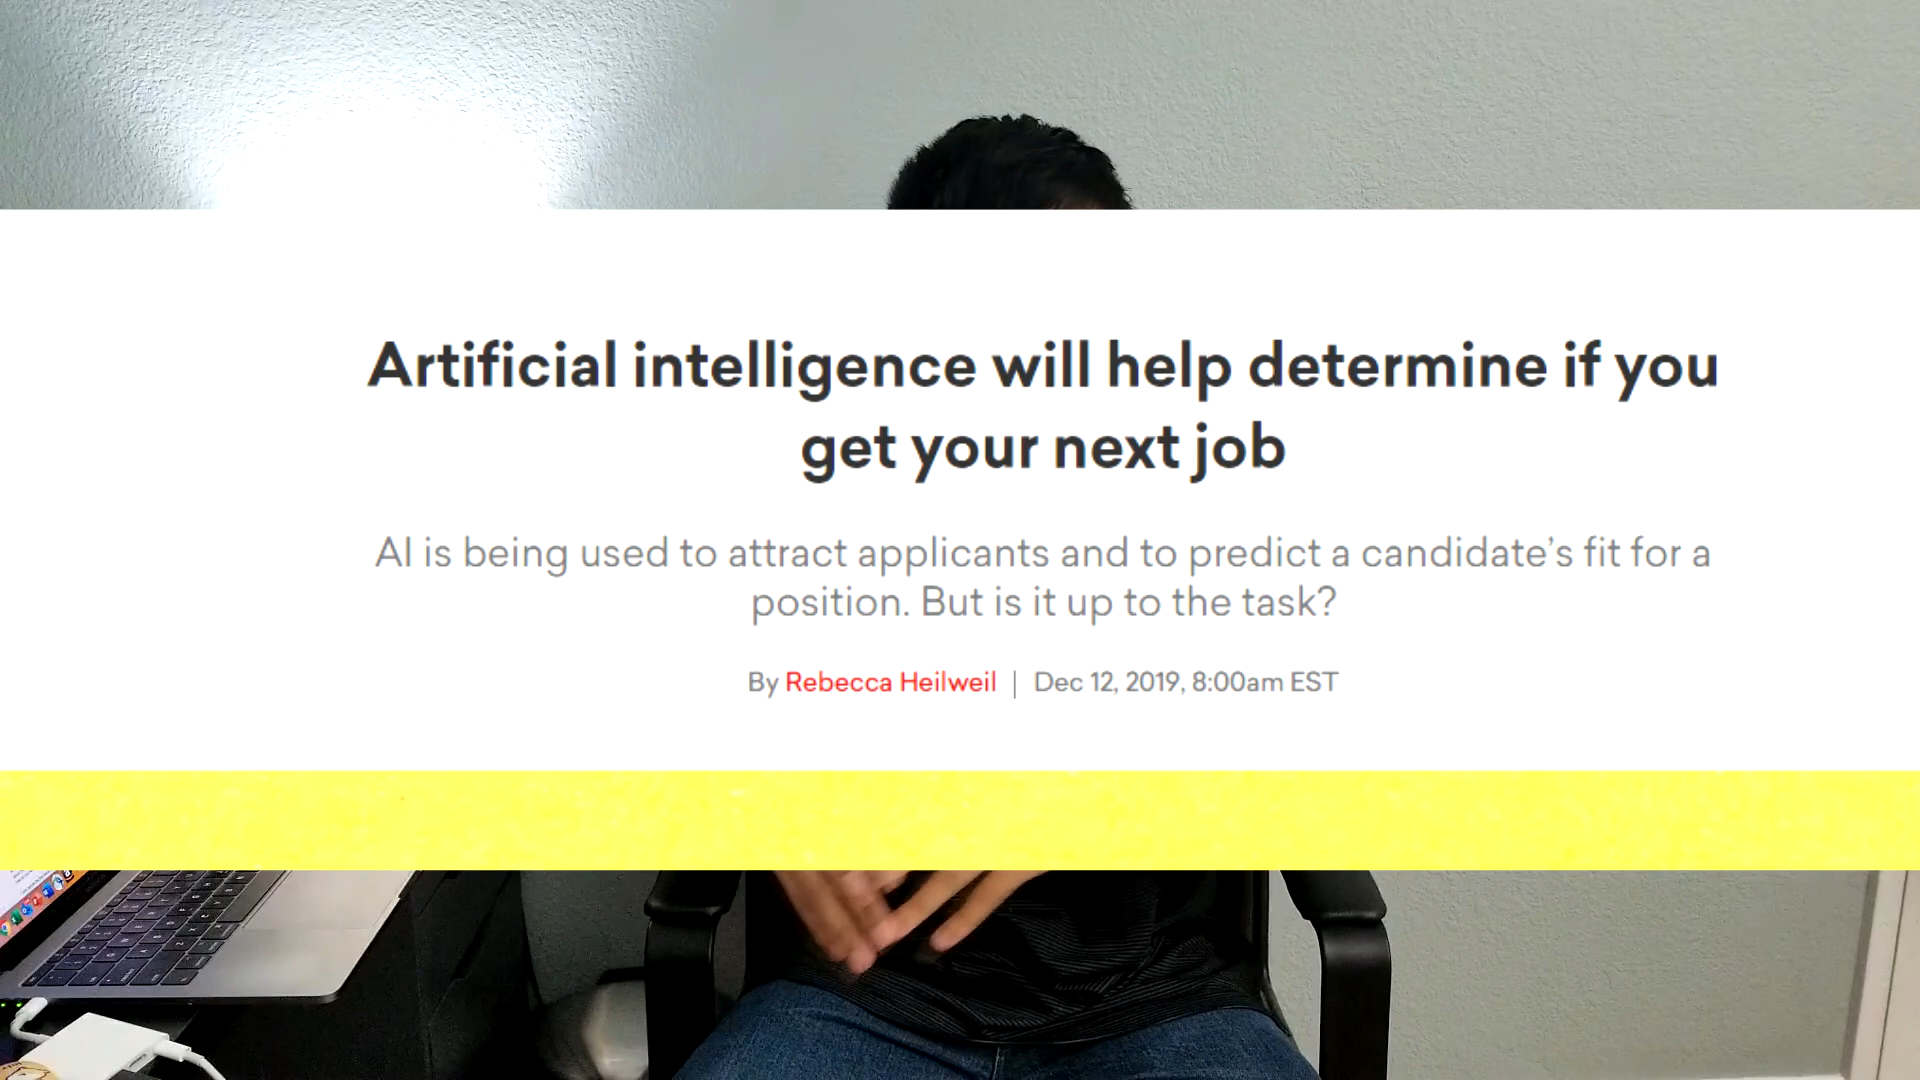 Artificial intelligence will help determine if you
get your next job
AI is being used to attract applicants and to predict a candidate’s fit for a
position. But is it up to the task?
By Rebecca Heilweil | Dec 12, 2019, 8:00am EST